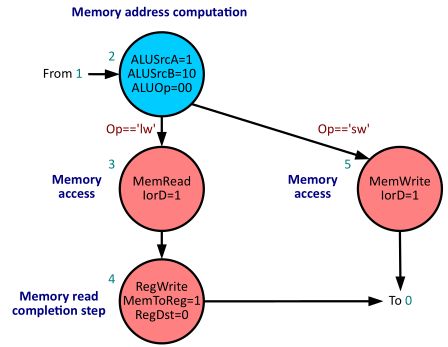 Memory address computation
2
ALUSrcA=1
ALUSrcB=10
ALUOp=00
From 1
Op=='lw'
Op=='sw'
3
Memory
access
MemRead
IorD=1
5
Memory
access
MemWrite
IorD=1
4
Memory read
completion step
RegWrite
MemToReg=1
RegDst=0
To 0